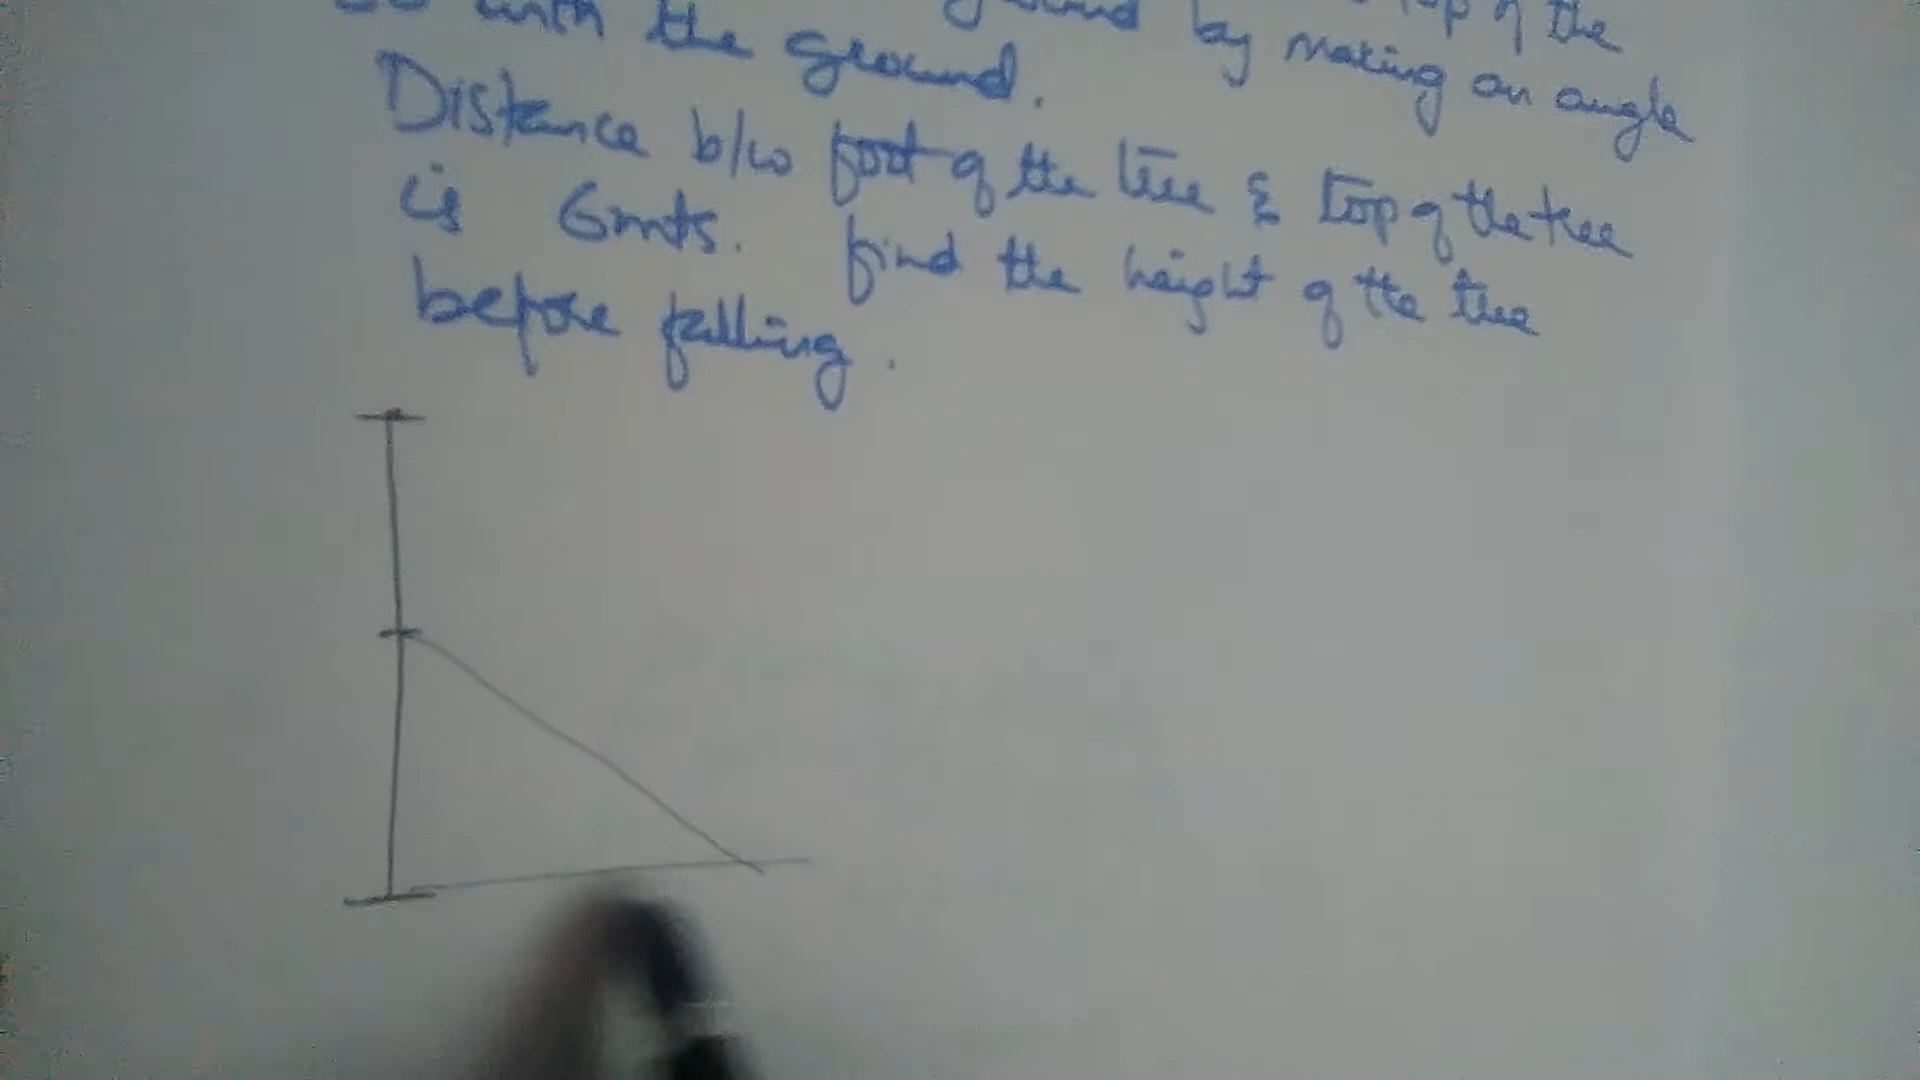 by making an angle
with the ground.
Distance b/w foot of the tree & top of the tree
is 6mts. find the height of the tree
before falling.